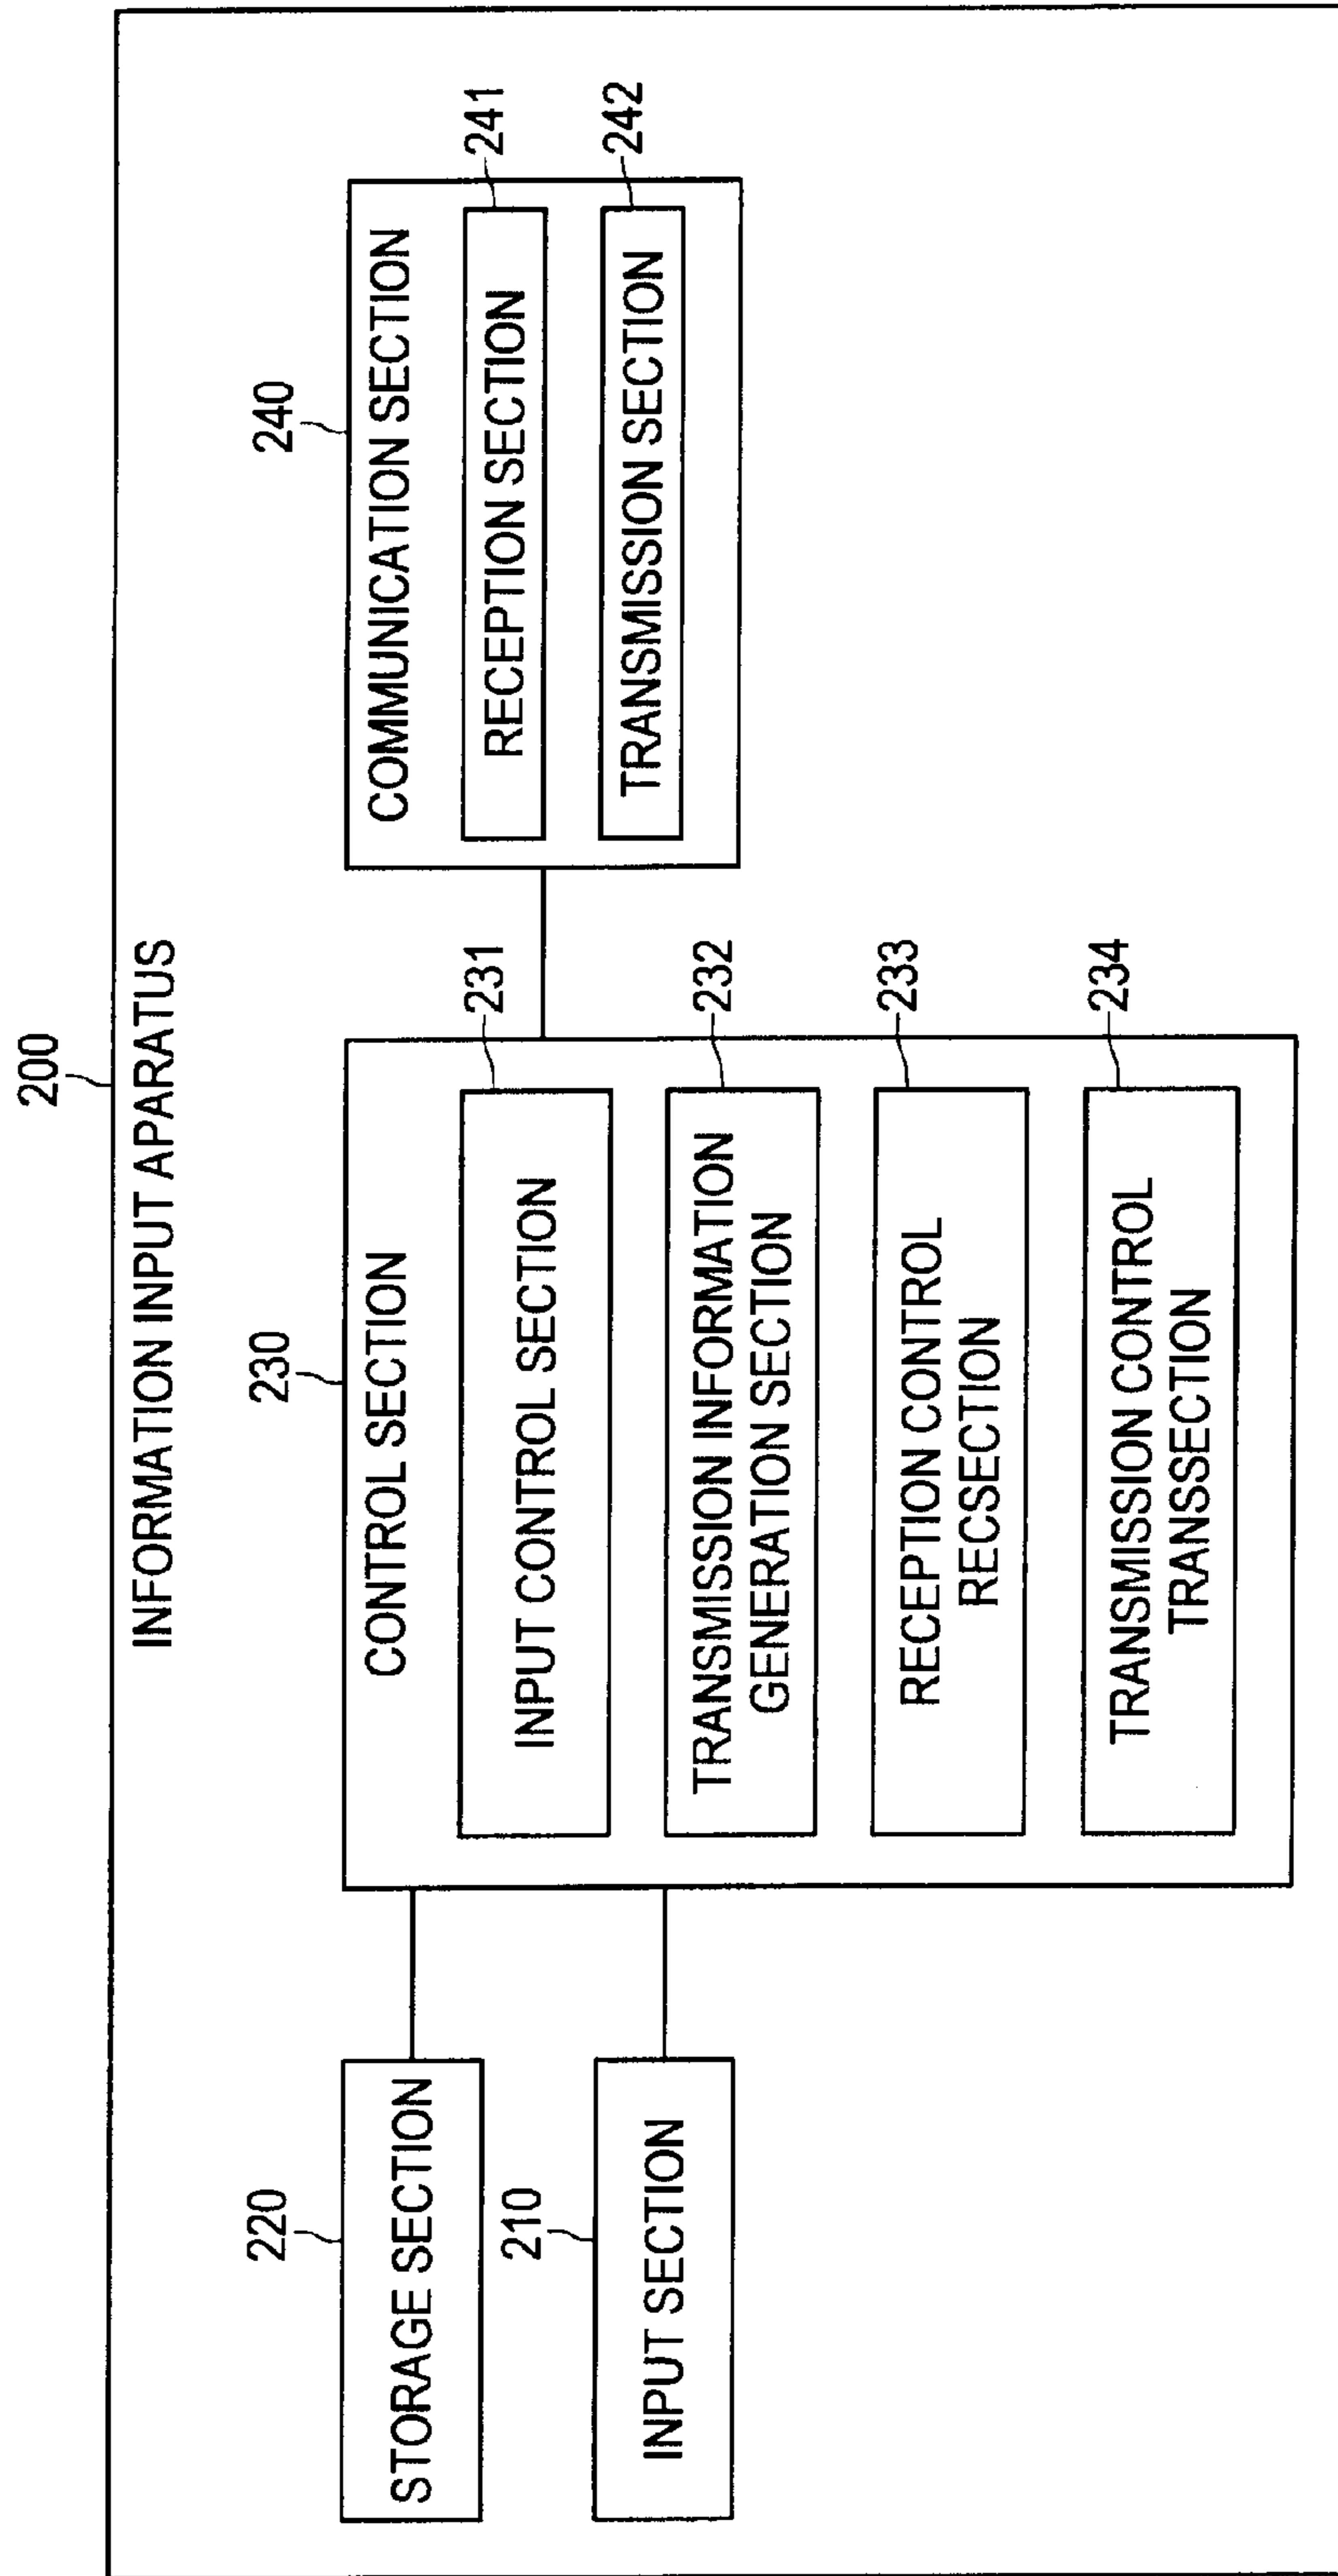 200
INFORMATION INPUT APARATUS
220
STORAGE SECTION
210
INPUT SECTION
230
CONTROL SECTION
INPUT CONTROL SECTION
231
TRANSMISSION INFORMATION
GENERATION SECTION
232
RECEPTION CONTROL
RECSECTION
233
TRANSMISSION CONTROL
TRANSSECTION
234
240
COMMUNICATION SECTION
RECEPTION SECTION
241
TRANSMISSION SECTION
242